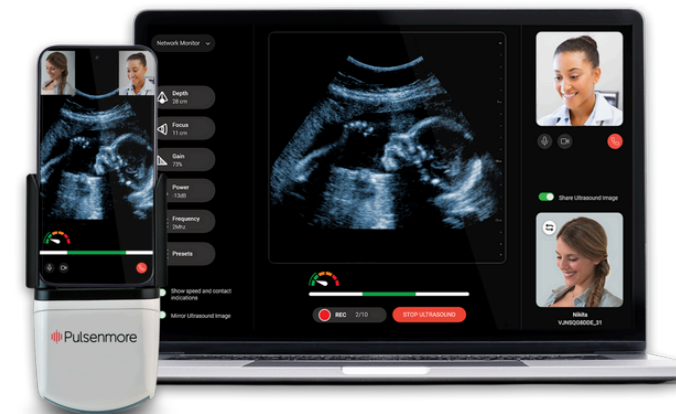 Network Monitor
Depth
28 cm
Focus
11 cm
Gain
73%
Power
-13dB
Frequency
2Mhz
Presets
Show speed and contact
indications
Mirror Ultrasound Image
REC 2/10
STOP ULTRASOUND
Share Ultrasound Image
Nikita
VJNSQ08DDE_31
Pulsenmore